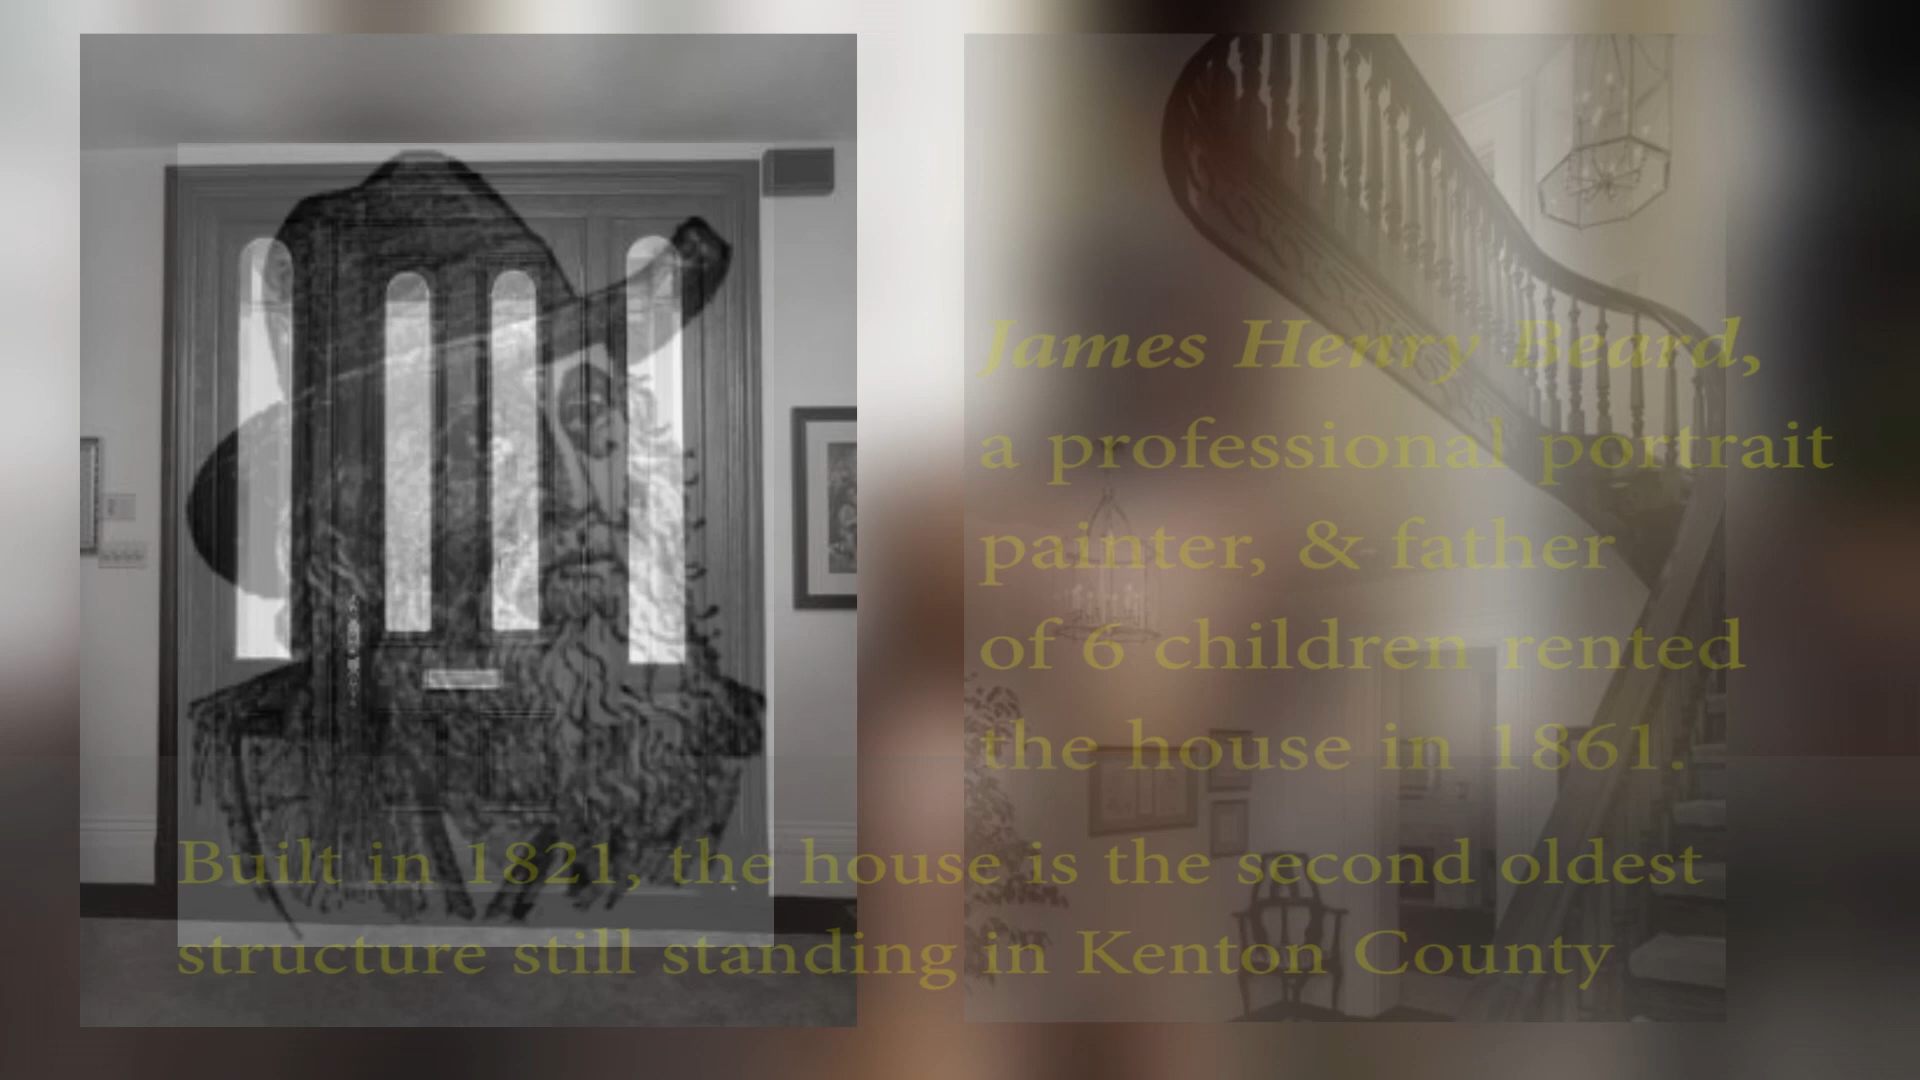 James Henry Beard,
a professional portrait
painter, & father
of 6 children rented
the house in 1861.
Built in 1821, the house is the second oldest
structure still standing in Kenton County